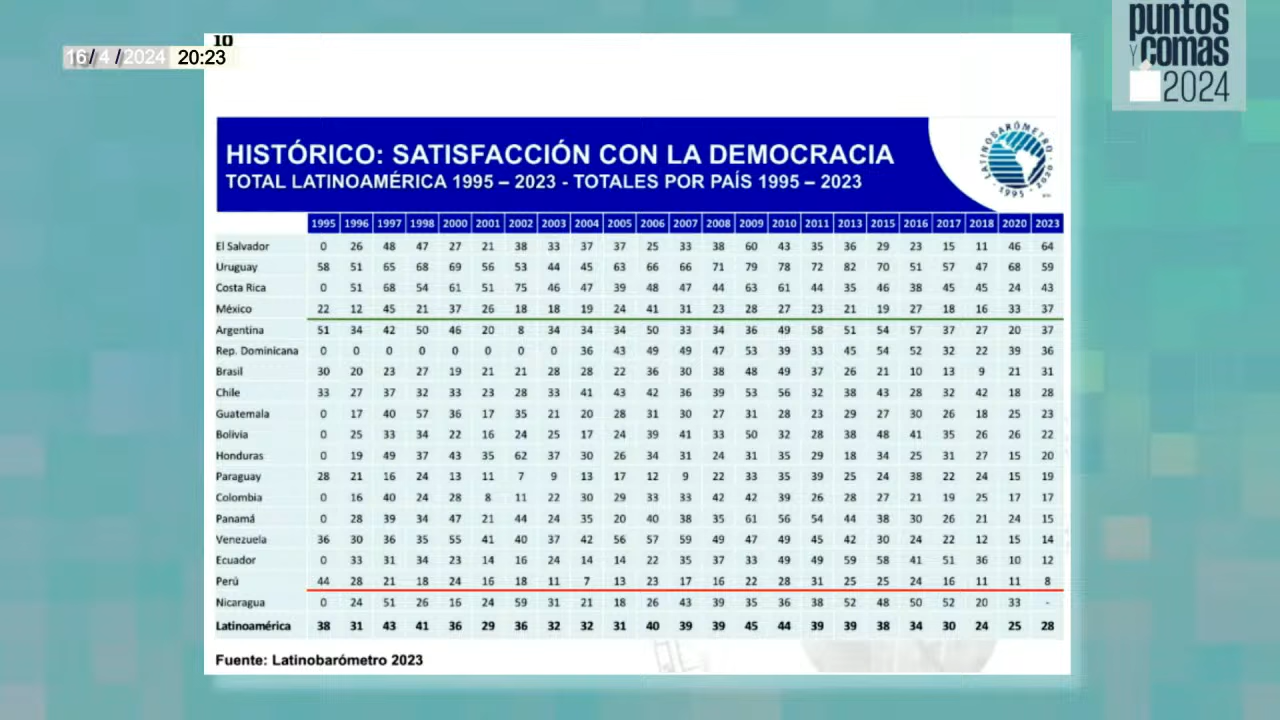 10
16/ 4 / 2024 20:23
puntos
Y comas
2024
HISTÓRICO: SATISFACCIÓN CON LA DEMOCRACIA
TOTAL LATINOAMÉRICA 1995 – 2023 - TOTALES POR PAÍS 1995 – 2023
LATINOBARÓMETRO
1995 -
1995 1996 1997 1998 2000 2001 2002 2003 2004 2005 2006 2007 2008 2009 2010 2011 2013 2015 2016 2017 2018 2020 2023
El Salvador 0 26 48 47 27 21 38 33 37 37 25 33 38 60 43 35 36 29 23 15 11 46 64
Uruguay 58 51 65 68 69 56 53 44 45 63 66 66 71 79 78 72 82 70 51 57 47 68 59
Costa Rica 0 51 68 54 61 51 75 46 47 39 48 47 44 63 61 44 35 46 38 45 45 24 43
México 22 12 45 21 37 26 18 18 19 24 41 31 23 28 27 23 21 19 27 18 16 33 37
Argentina 51 34 42 50 46 20 8 34 34 34 50 33 34 36 49 58 51 54 57 37 27 20 37
Rep. Dominicana 0 0 0 0 0 0 0 0 36 43 49 49 47 53 39 33 45 54 52 32 22 39 36
Brasil 30 20 23 27 19 21 21 28 28 22 36 30 38 48 49 37 26 21 10 13 9 21 31
Chile 33 27 37 32 33 23 28 33 41 43 42 36 39 53 56 32 38 43 28 32 42 18 28
Guatemala 0 17 40 57 36 17 35 21 20 28 31 30 27 31 28 23 29 27 30 26 18 25 23
Bolivia 0 25 33 34 22 16 24 25 17 24 39 41 33 50 32 28 38 48 41 35 26 26 22
Honduras 0 19 49 37 43 35 62 37 30 26 34 31 24 31 35 29 18 34 25 31 27 15 20
Paraguay 28 21 16 24 13 11 7 9 13 17 12 9 22 33 35 39 25 24 38 22 24 15 19
Colombia 0 16 40 24 28 8 11 22 30 29 33 33 42 42 39 26 28 27 21 19 25 17 17
Panamá 0 28 39 34 47 21 44 24 35 20 40 38 35 61 56 54 44 38 30 26 21 24 15
Venezuela 36 30 36 35 55 41 40 37 42 56 57 59 49 47 49 45 42 30 24 22 12 15 14
Ecuador 0 33 31 34 23 14 16 24 14 14 22 35 37 33 49 49 59 58 41 51 36 10 12
Perú 44 28 21 18 24 16 18 11 7 13 23 17 16 22 28 31 25 25 24 16 11 11 8
Nicaragua 0 24 51 26 16 24 59 31 21 18 26 43 39 35 36 38 52 48 50 52 20 33 -
Latinoamérica 38 31 43 41 36 29 36 32 32 31 40 39 39 45 44 39 39 38 34 30 24 25 28
Fuente: Latinobarómetro 2023